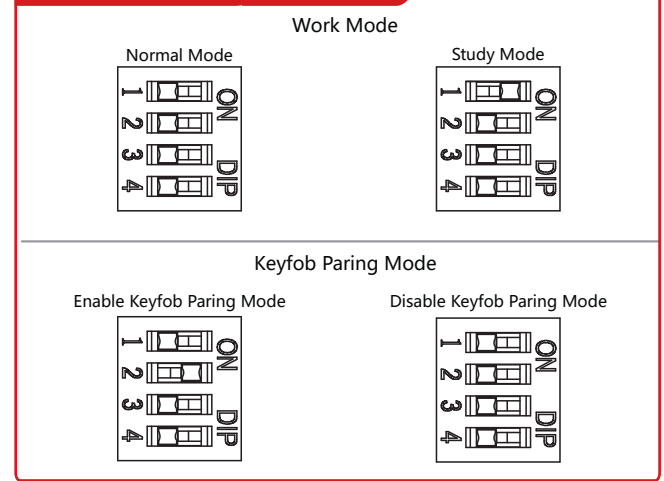 Work Mode
Normal Mode
1
2
3
4
ON DIP
Study Mode
1
2
3
4
ON DIP
Keyfob Paring Mode
Enable Keyfob Paring Mode
1
2
3
4
ON DIP
Disable Keyfob Paring Mode
1
2
3
4
ON DIP